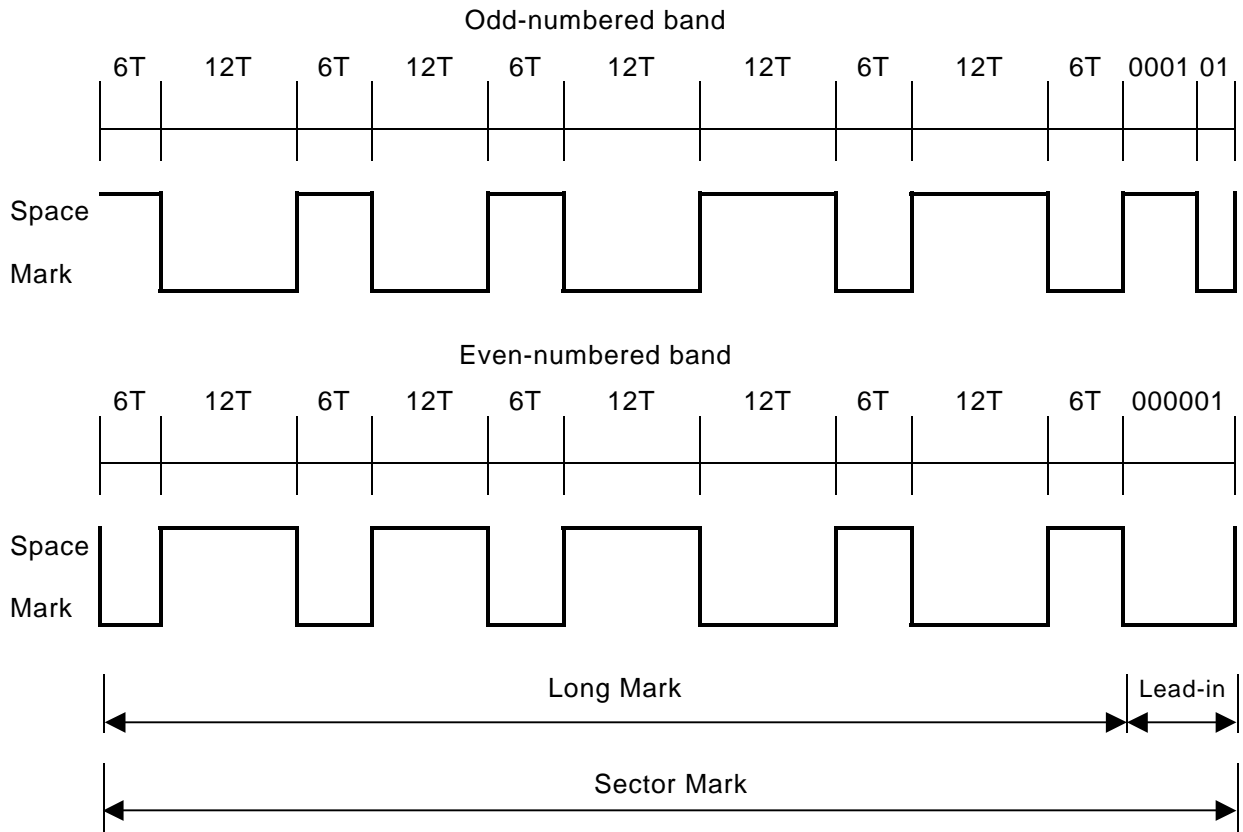 Odd-numbered band
6T 12T 6T 12T 6T 12T 12T 6T 12T 6T 0001 01
Space
Mark
Even-numbered band
6T 12T 6T 12T 6T 12T 12T 6T 12T 6T 000001
Space
Mark
Long Mark Lead-in
Sector Mark